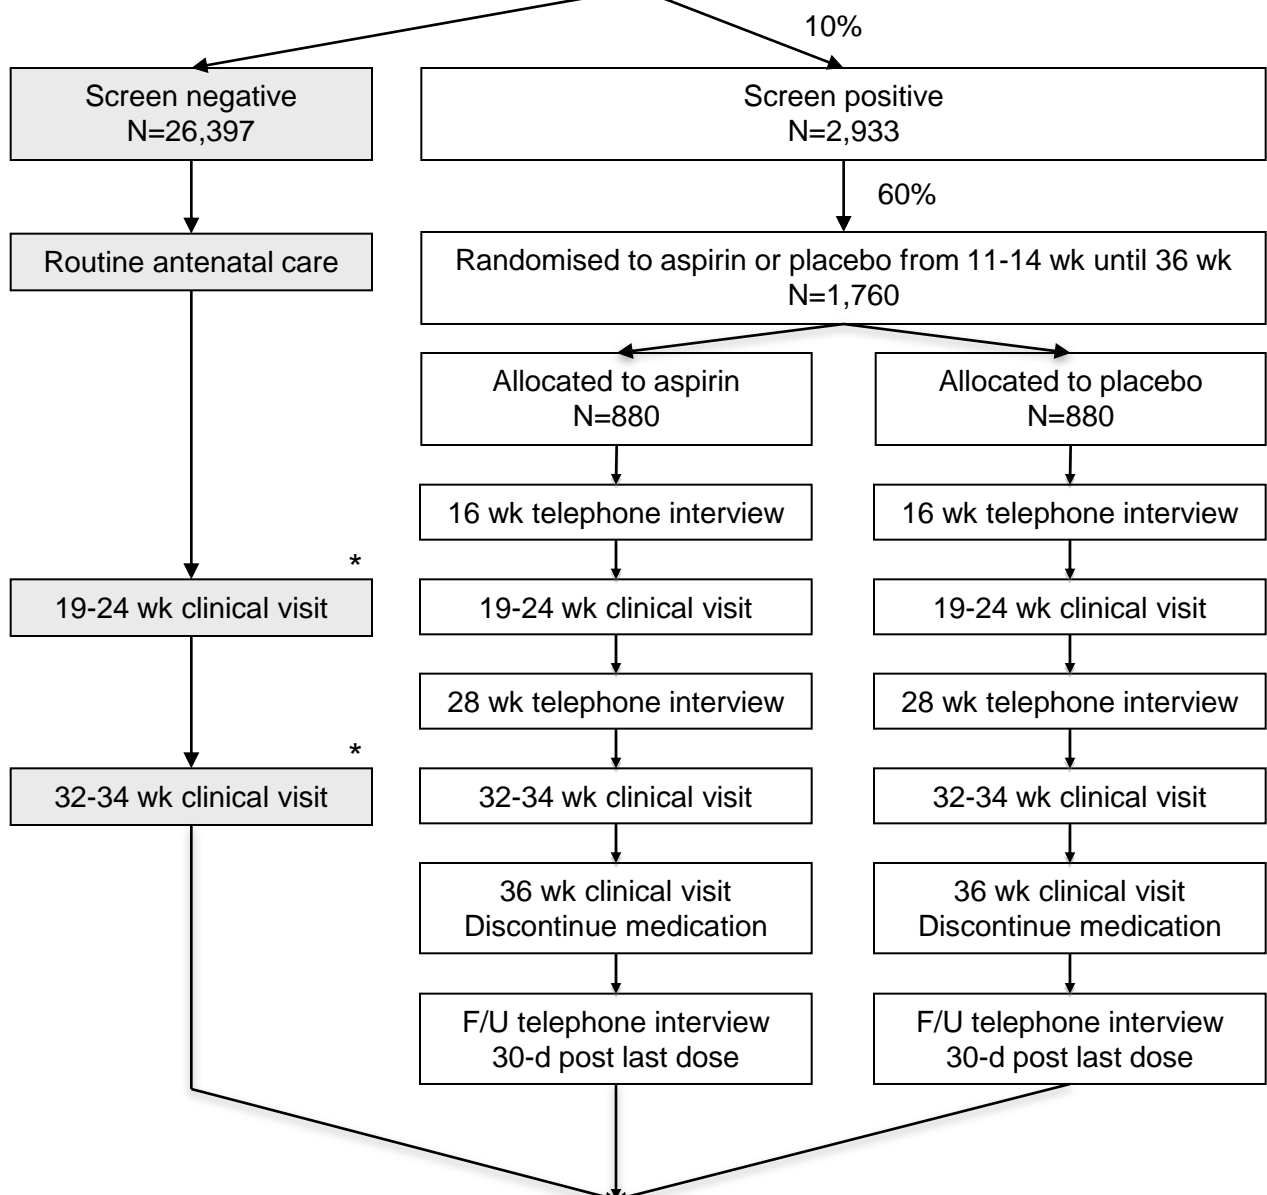 10%
Screen negative
N=26,397
Screen positive
N=2,933
60%
Routine antenatal care
Randomised to aspirin or placebo from 11-14 wk until 36 wk
N=1,760
Allocated to aspirin
N=880
Allocated to placebo
N=880
16 wk telephone interview
16 wk telephone interview
*
19-24 wk clinical visit
19-24 wk clinical visit
19-24 wk clinical visit
28 wk telephone interview
28 wk telephone interview
*
32-34 wk clinical visit
32-34 wk clinical visit
32-34 wk clinical visit
36 wk clinical visit
Discontinue medication
36 wk clinical visit
Discontinue medication
F/U telephone interview
30-d post last dose
F/U telephone interview
30-d post last dose